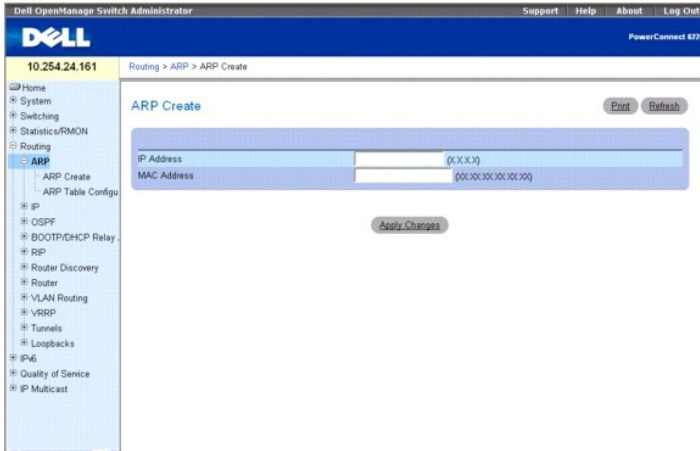 Dell OpenManage Switch Administrator
Support Help About Log Out
DELL
PowerConnect
10.254.24.161
Routing > ARP > ARP Create
Home
System
Switching
Statistics/RMON
Routing
ARP
ARP Create
ARP Table Configu
IP
OSPF
BOOTP/DHCP Relay
RIP
Router Discovery
Router
VLAN Routing
VRRP
Tunnels
Loopbacks
IPv6
Quality of Service
IP Multicast
ARP Create
Print Refresh
IP Address (X.X.X.X)
MAC Address (XX:XX:XX:XX:XX:XX)
Apply Changes